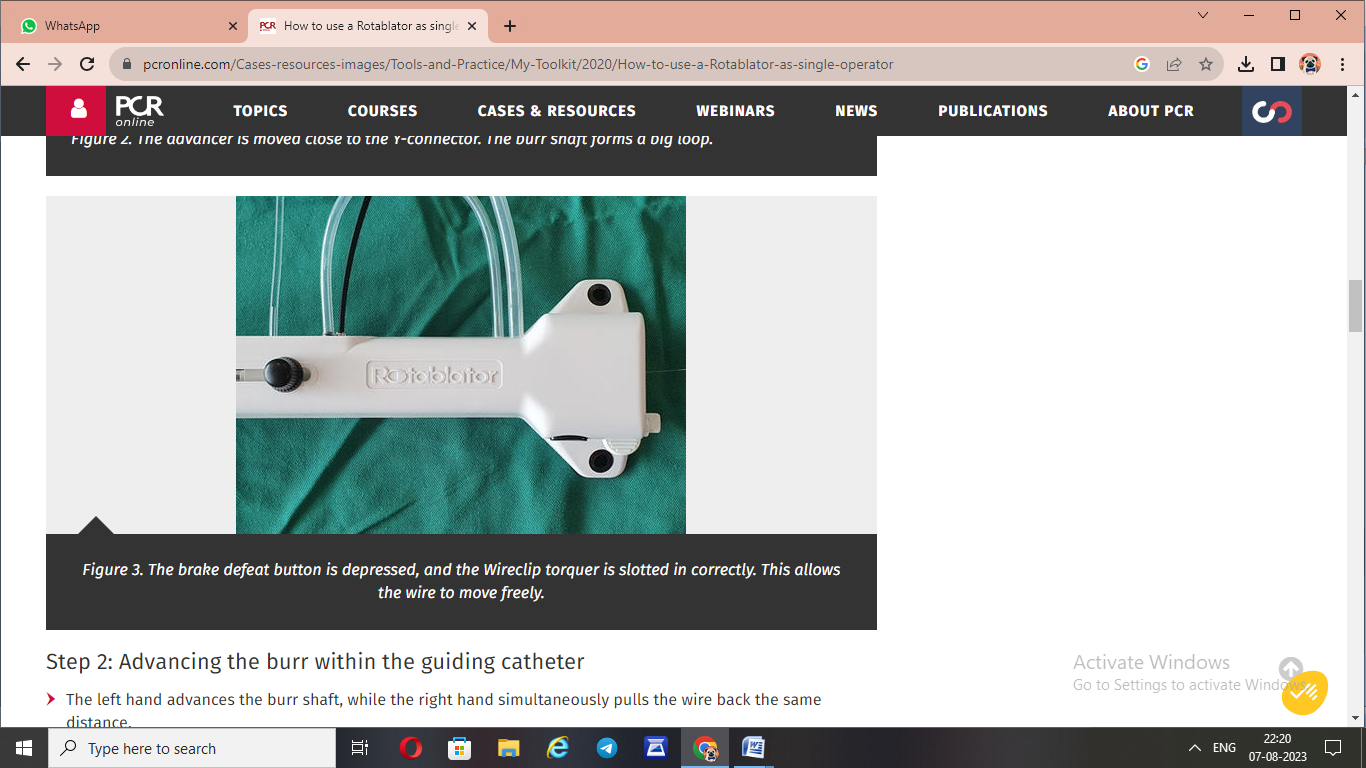 WhatsApp
How to use a Rotablator as single
pcronline.com/Cases-resources-images/Tools-and-Practice/My-Toolkit/2020/How-to-use-a-Rotablator-as-single-operator
PCR
online
TOPICS
COURSES
CASES & RESOURCES
WEBINARS
NEWS
PUBLICATIONS
ABOUT PCR
Figure 2. The advancer is moved close to the Y-connector. The burr shaft forms a big loop.
Rotablator
Figure 3. The brake defeat button is depressed, and the Wireclip torquer is slotted in correctly. This allows
the wire to move freely.
Step 2: Advancing the burr within the guiding catheter
The left hand advances the burr shaft, while the right hand simultaneously pulls the wire back the same
distance.
Activate Windows
Go to Settings to activate Windows.
Type here to search
ENG
22:20
07-08-2023